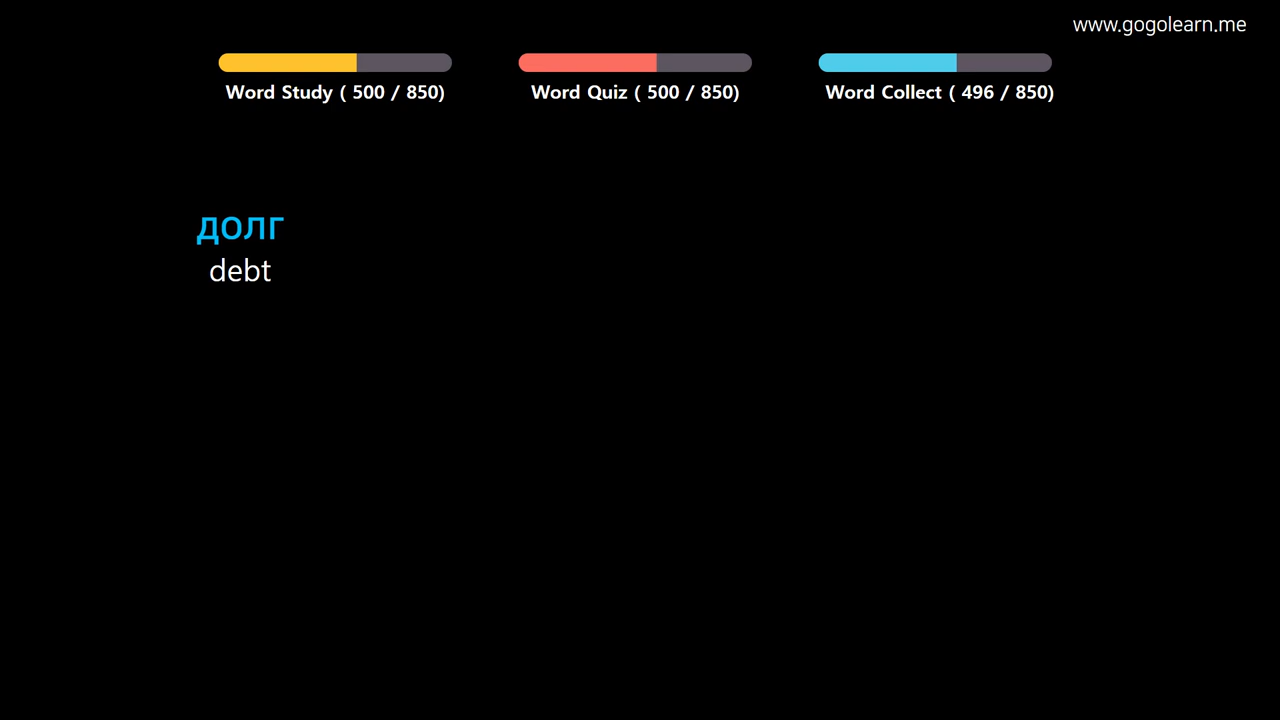 www.gogolearn.me
Word Study ( 500 / 850)
Word Quiz ( 500 / 850)
Word Collect ( 496 / 850)
долг
debt